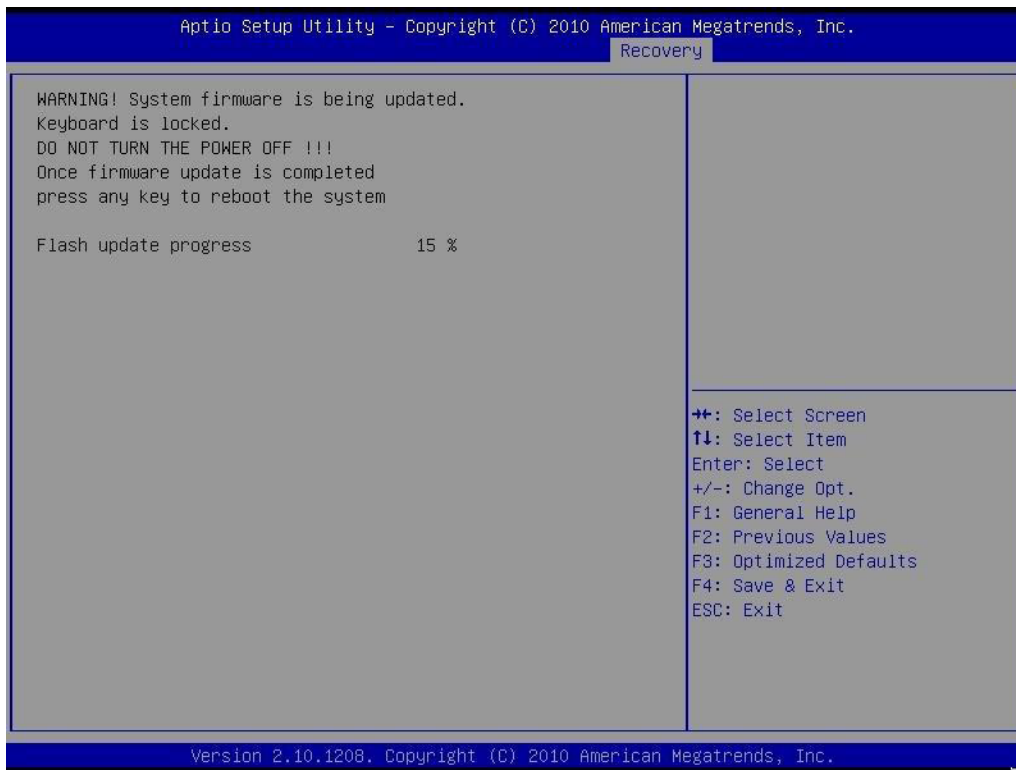 Aptio Setup Utility – Copyright (C) 2010 American Megatrends, Inc.
Recovery
WARNING! System firmware is being updated.
Keyboard is locked.
DO NOT TURN THE POWER OFF !!!
Once firmware update is completed
press any key to reboot the system
Flash update progress 15 %
→←: Select Screen
↑↓: Select Item
Enter: Select
+/-: Change Opt.
F1: General Help
F2: Previous Values
F3: Optimized Defaults
F4: Save & Exit
ESC: Exit
Version 2.10.1208. Copyright (C) 2010 American Megatrends, Inc.